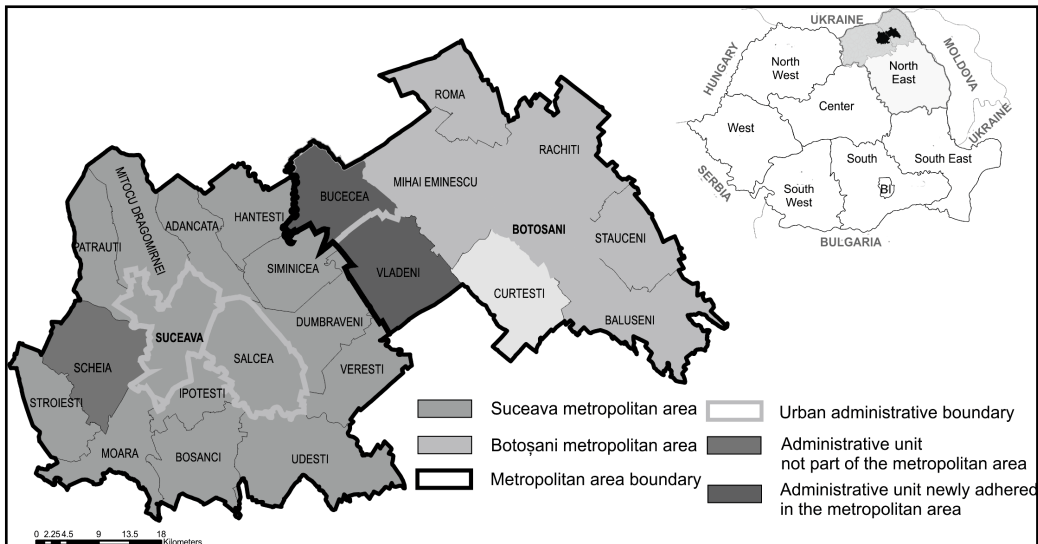 UKRAINE
HUNGARY
MOLDOVA
North
West
North
East
Center
West
UKRAINE
South
South East
SERBIA
South
West
BI
BULGARIA
ROMA
RACHITI
BUCECEA
MIHAI EMINESCU
MITOCU DRAGOMIRNEI
HANTESTI
ADANCATA
BOTOSANI
STAUCENI
PATRAUTI
SIMINICEA
VLADENI
CURTESTI
DUMBRAVENI
BALUSENI
SUCEAVA
SALCEA
SCHEIA
VERESTI
IPOTESTI
STROIESTI
MOARA
BOSANCI
UDESTI
Suceava metropolitan area
Botoșani metropolitan area
Metropolitan area boundary
Urban administrative boundary
Administrative unit
not part of the metropolitan area
Administrative unit newly adhered
in the metropolitan area
0 2.25 4.5 9 13.5 18
Kilometers